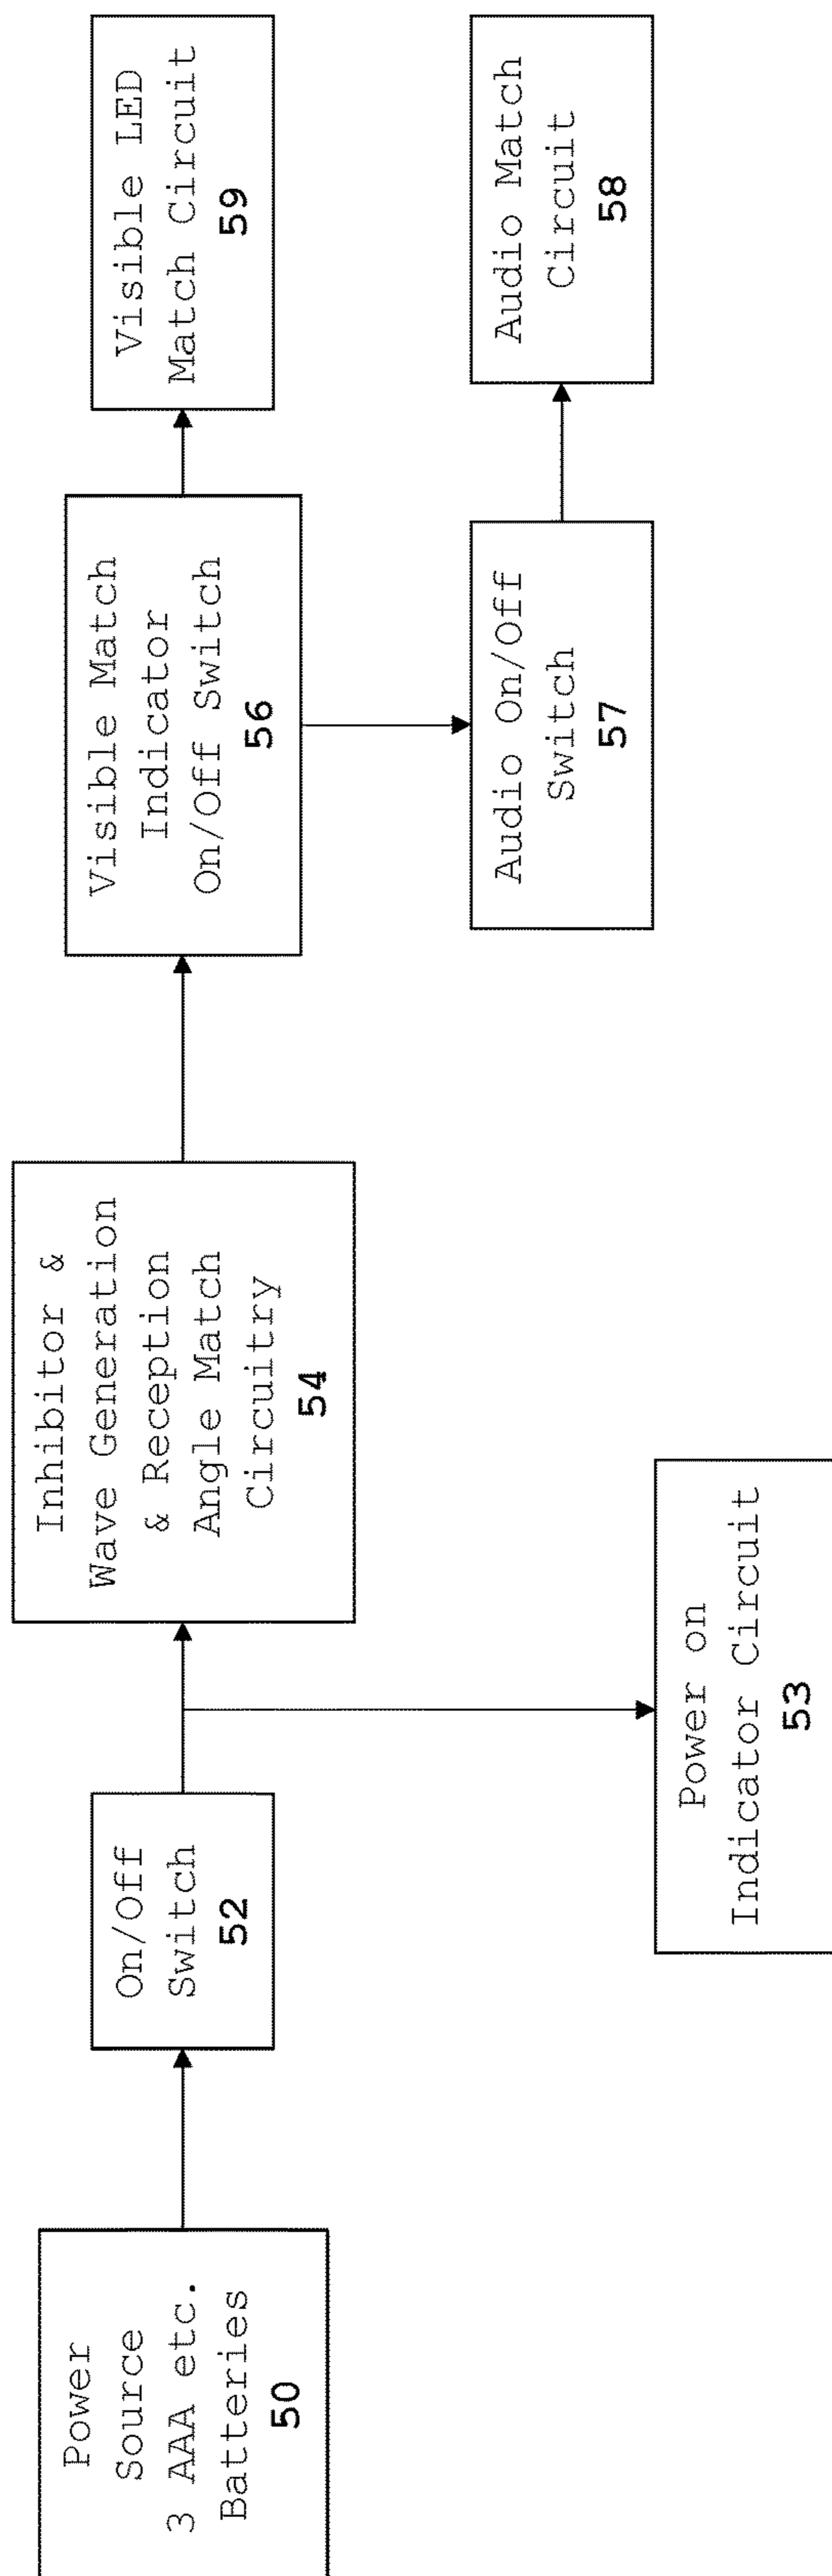 Power
Source
3 AAA etc.
Batteries
50
On/Off
Switch
52
Power on
Indicator Circuit
53
Inhibitor &
Wave Generation
& Reception
Angle Match
Circuitry
54
Visible Match
Indicator
On/Off Switch
56
Audio On/Off
Switch
57
Visible LED
Match Circuit
59
Audio Match
Circuit
58